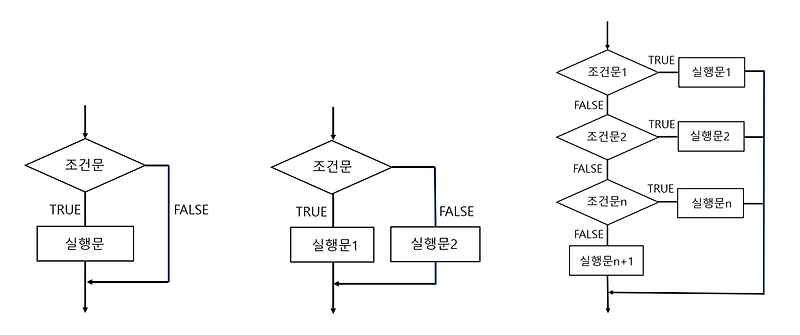 조건문
TRUE
FALSE
실행문
조건문
TRUE
FALSE
실행문1
실행문2
조건문1
TRUE
실행문1
FALSE
조건문2
TRUE
실행문2
FALSE
조건문n
TRUE
실행문n
FALSE
실행문n+1